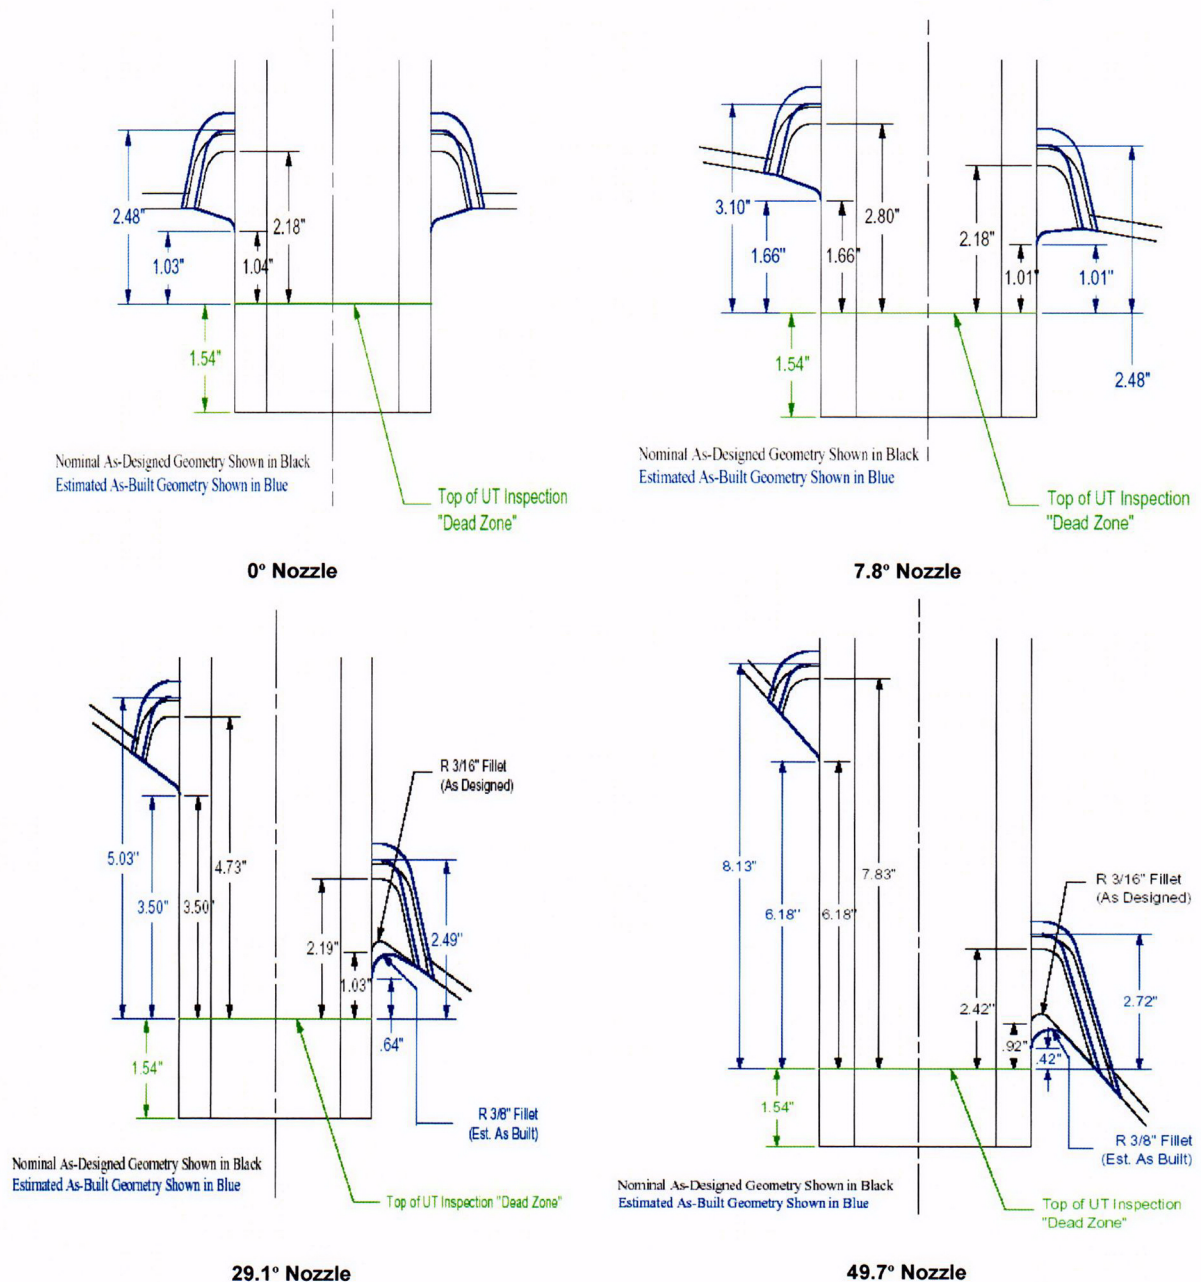 2.48"
2.18"
1.03"
1.04"
1.54"
Nominal As-Designed Geometry Shown in Black
Estimated As-Built Geometry Shown in Blue
Top of UT Inspection
"Dead Zone"
0° Nozzle
3.10"
2.80"
2.18"
1.66"
1.66"
1.01"
1.01"
1.54"
2.48"
Nominal As-Designed Geometry Shown in Black
Estimated As-Built Geometry Shown in Blue
Top of UT Inspection
"Dead Zone"
7.8° Nozzle
R 3/16" Fillet
(As Designed)
5.03"
4.73"
3.50"
3.50"
2.19"
2.49"
1.03"
.64"
1.54"
R 3/8" Fillet
(Est. As Built)
Nominal As-Designed Geometry Shown in Black
Estimated As-Built Geometry Shown in Blue
Top of UT Inspection "Dead Zone"
29.1° Nozzle
8.13"
7.83"
R 3/16" Fillet
(As Designed)
6.18"
6.18"
2.42"
2.72"
.92"
.42"
1.54"
R 3/8" Fillet
(Est. As Built)
Nominal As-Designed Geometry Shown in Black
Estimated As-Built Geometry Shown in Blue
Top of UT Inspection
"Dead Zone"
49.7° Nozzle